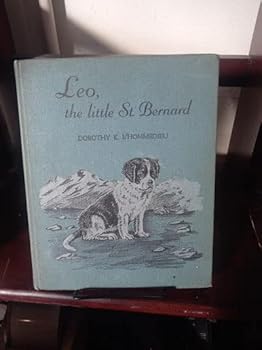 Leo,
the little St. Bernard
DOROTHY K. L'HOMMEDIEU